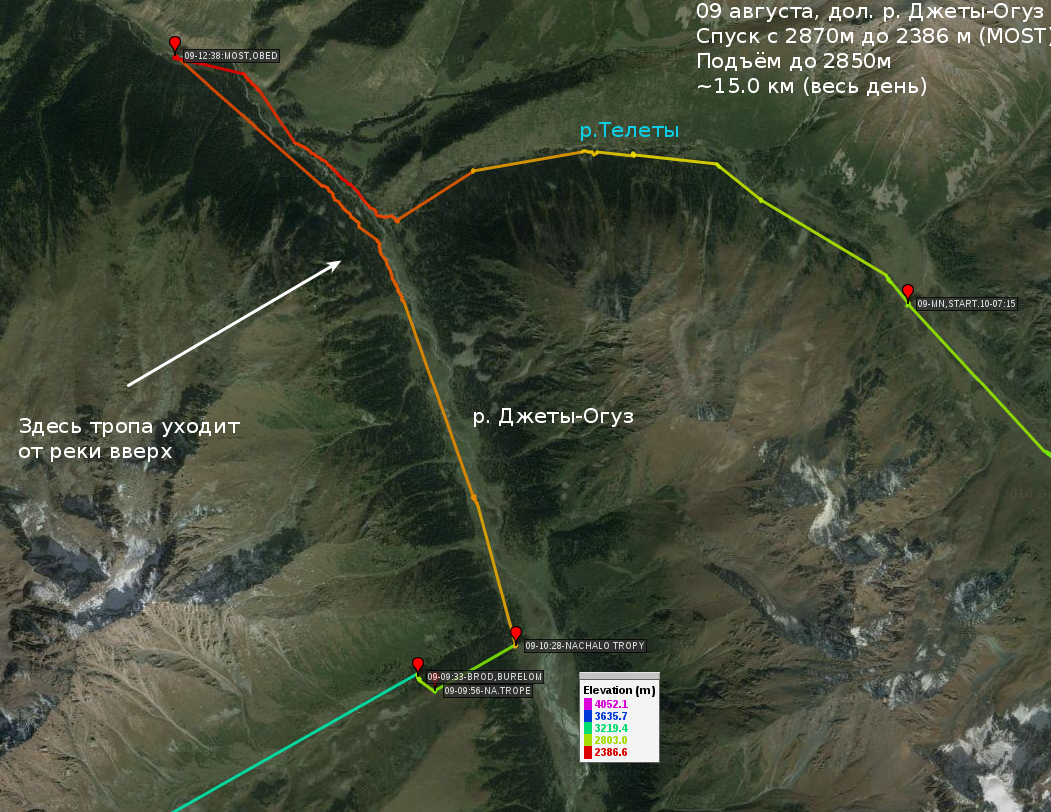 09 августа, дол. р. Джеты-Огуз
Спуск с 2870м до 2386 м (MOST)
Подъём до 2850м
~15.0 км (весь день)
09-12:38:MOST,OBED
р.Телеты
09-MN,START.10-07:15
Здесь тропа уходит
от реки вверх
р. Джеты-Огуз
09-10:28-NACHALO TROPY
09-09:33-BROD,BURELOM
09-09:56-NA.TROPE
Elevation (m)
4052.1
3635.7
3219.4
2803.0
2386.6